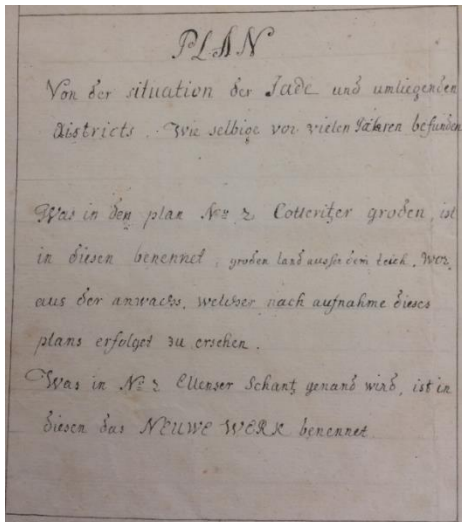 PLAN
Von der situation der Jade und umliegenden
districts. Wie selbige vor vielen Jahren befunden
Was in den plan No 2 groden, ist
in diesen benennet, groden land ausser dem teich. Wor,
aus der anwachs, welcher nach aufnahme dieses
plans erfolget zu ersehen.
Was in No 2 Ellenser Schantz genand wird, ist in
diesen das NEUWE WERK benennet.